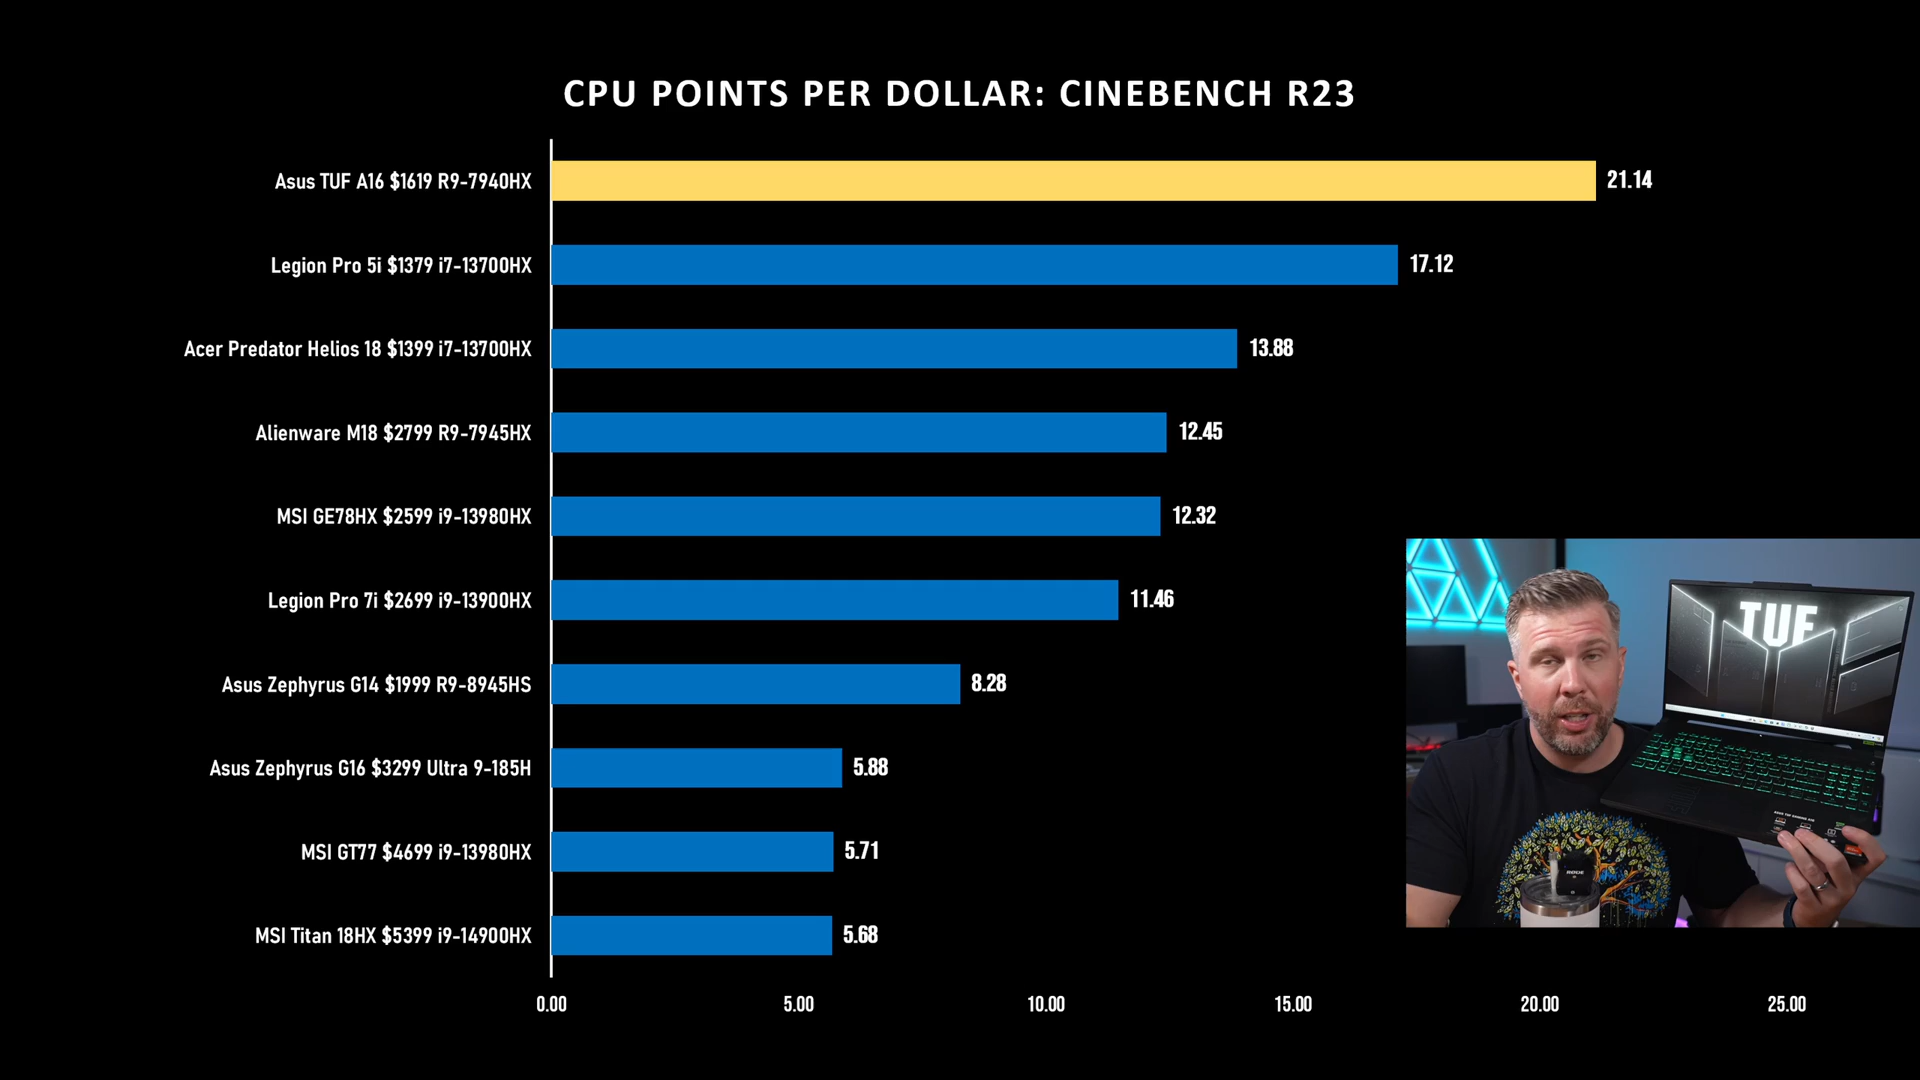 CPU POINTS PER DOLLAR: CINEBENCH R23
Asus TUF A16 $1619 R9-7940HX 21.14
Legion Pro 5i $1379 i7-13700HX 17.12
Acer Predator Helios 18 $1399 i7-13700HX 13.88
Alienware M18 $2799 R9-7945HX 12.45
MSI GE78HX $2599 i9-13980HX 12.32
Legion Pro 7i $2699 i9-13900HX 11.46
Asus Zephyrus G14 $1999 R9-8945HS 8.28
Asus Zephyrus G16 $3299 Ultra 9-185H 5.88
MSI GT77 $4699 i9-13980HX 5.71
MSI Titan 18HX $5399 i9-14900HX 5.68
0.00 5.00 10.00 15.00 20.00 25.00
TUF
ASUS TUF GAMING A16
RODE